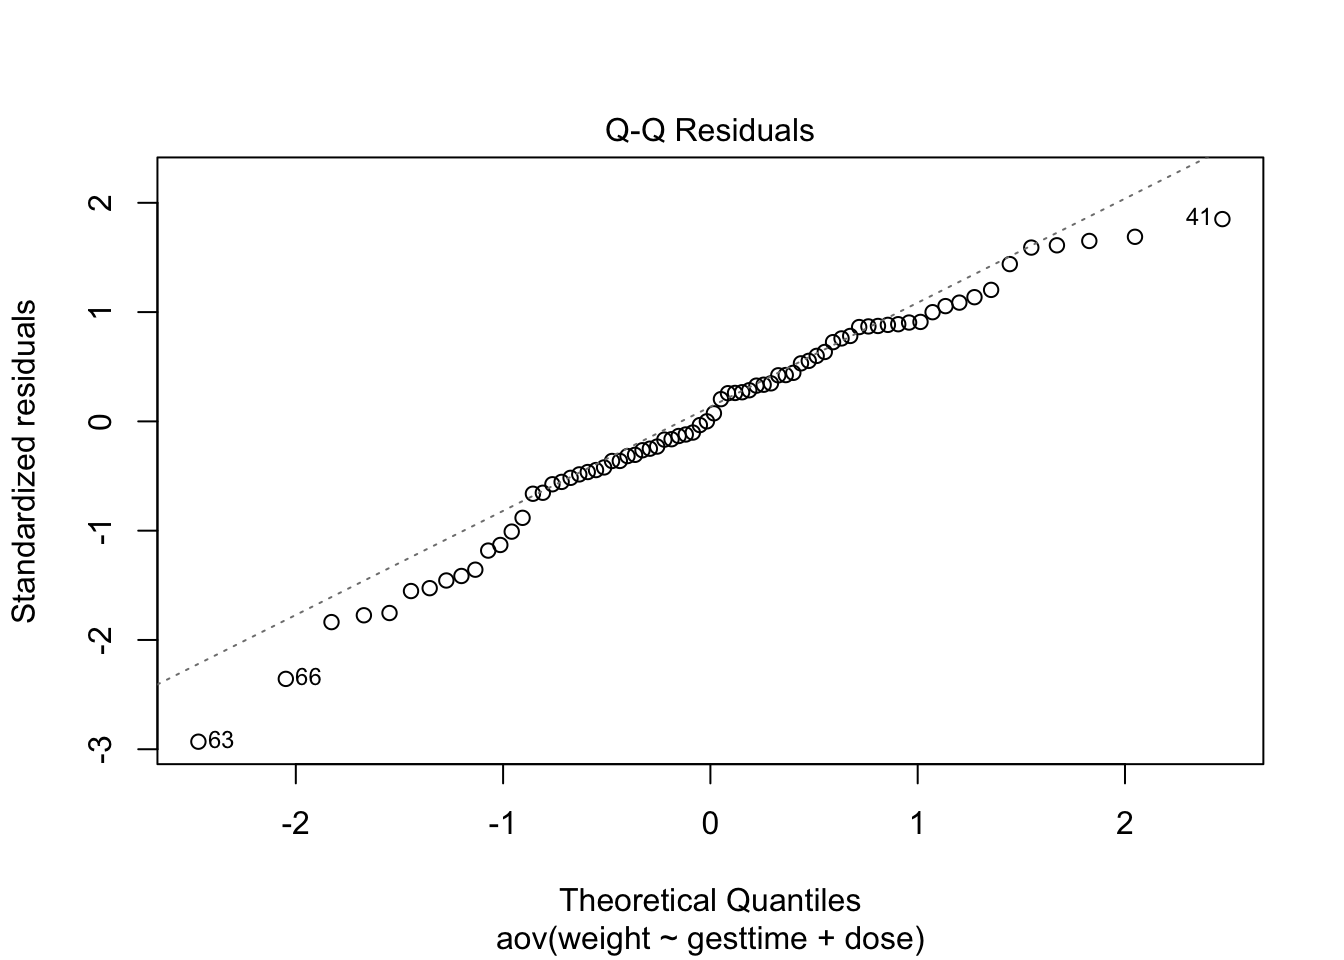 Q-Q Residuals
Standardized residuals
2
1
0
-1
-2
-3
41
66
63
-2 -1 0 1 2
Theoretical Quantiles
aov(weight ~ gesttime + dose)